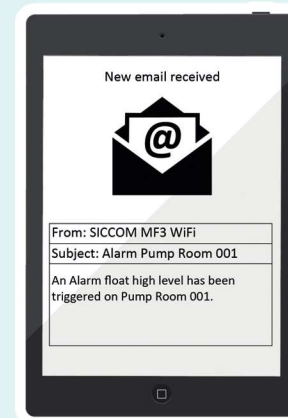 New email received
@
From: SICCOM MF3 WiFi
Subject: Alarm Pump Room 001
An Alarm float high level has been
triggered on Pump Room 001.